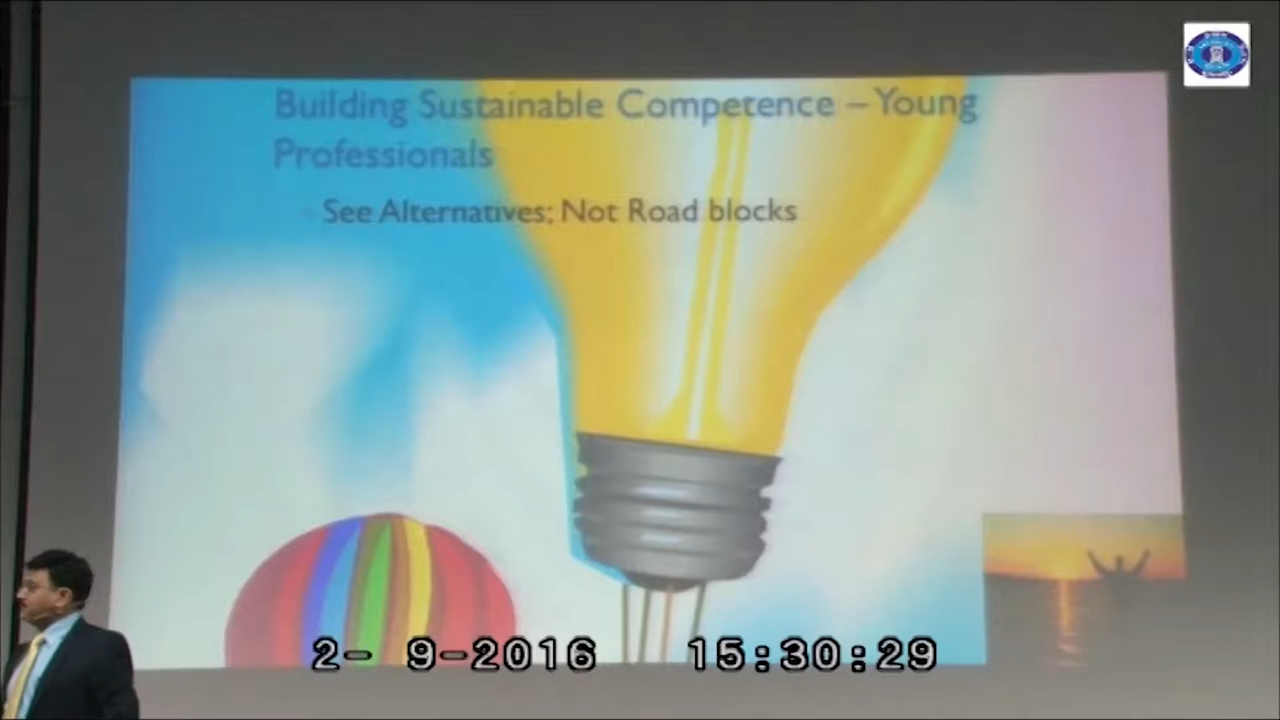 Building Sustainable Competence – Young
Professionals
See Alternatives; Not Road blocks
2- 9-2016 15:30:29